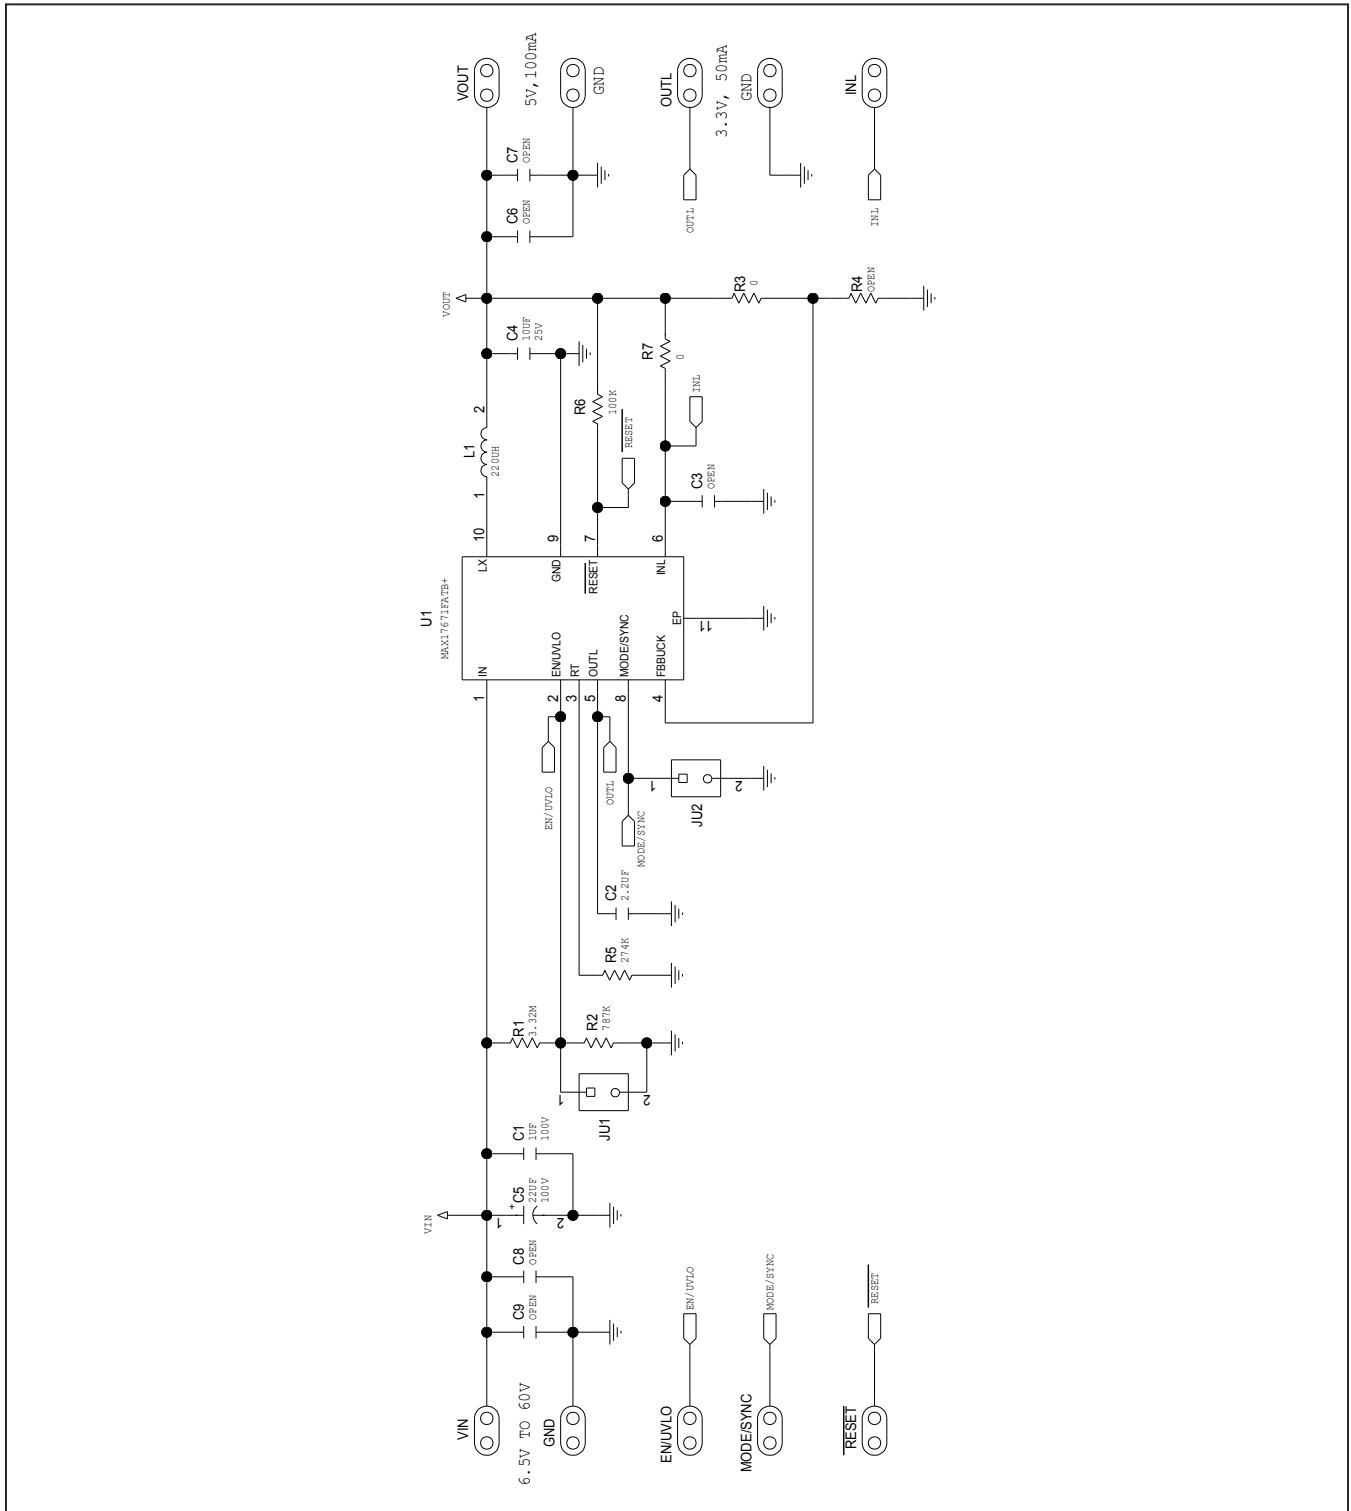 VIN
6.5V TO 60V
GND
C9
OPEN
C8
OPEN
VIN
1
+
C5
22UF
100V
2
C1
1UF
100V
R1
3.32M
R2
787K
JU1
1
2
R5
274K
C2
2.2UF
EN/UVLO
OUTL
MODE/SYNC
JU2
1
2
U1
MAX17671FATB+
1
IN
2
EN/UVLO
3
RT
5
OUTL
8
MODE/SYNC
4
FBBUCK
LX
10
GND
9
RESET
7
INL
6
EP
11
1
L1
220UH
2
C4
10UF
25V
VOUT
R6
100K
RESET
C3
OPEN
INL
R7
0
R3
0
R4
OPEN
C6
OPEN
C7
OPEN
VOUT
5V,100mA
GND
EN/UVLO
EN/UVLO
MODE/SYNC
MODE/SYNC
RESET
RESET
OUTL
OUTL
3.3V, 50mA
GND
INL
INL